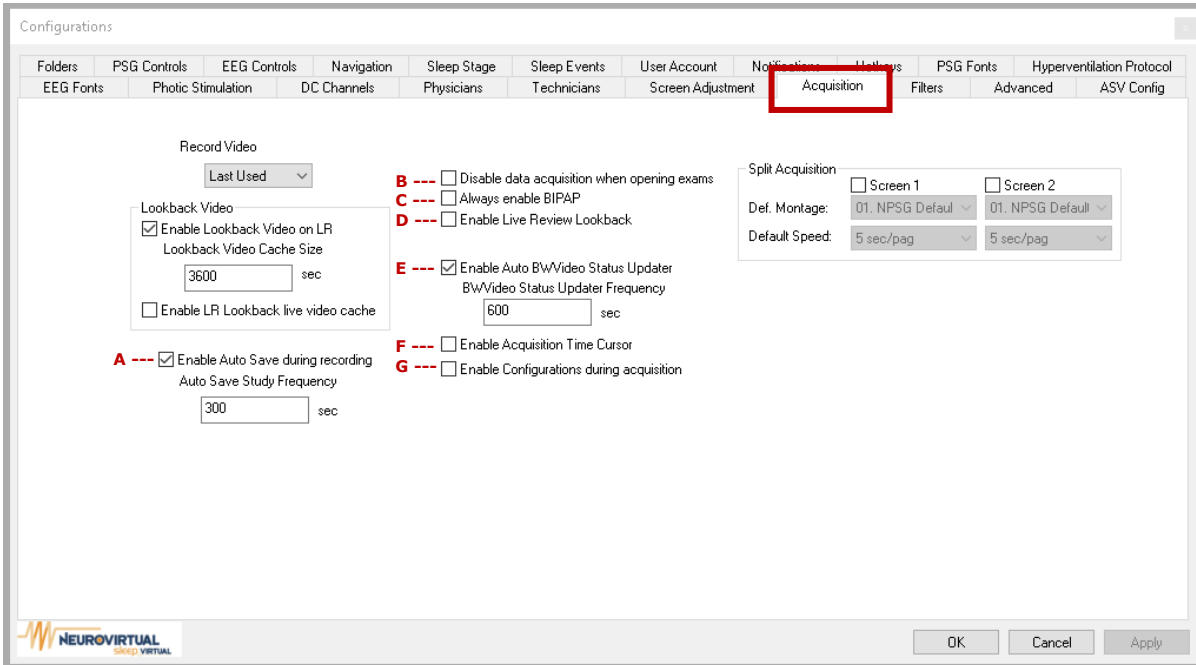 Configurations
Folders PSG Controls EEG Controls Navigation Sleep Stage Sleep Events User Account Notifications Hotkeys PSG Fonts Hyperventilation Protocol
EEG Fonts Photic Stimulation DC Channels Physicians Technicians Screen Adjustment Acquisition Filters Advanced ASV Config
Record Video
Last Used
Lookback Video
Enable Lookback Video on LR
Lookback Video Cache Size
3600 sec
Enable LR Lookback live video cache
A --- Enable Auto Save during recording
Auto Save Study Frequency
300 sec
B --- Disable data acquisition when opening exams
C --- Always enable BIPAP
D --- Enable Live Review Lookback
E --- Enable Auto BWVideo Status Updater
BWVideo Status Updater Frequency
600 sec
F --- Enable Acquisition Time Cursor
G --- Enable Configurations during acquisition
Split Acquisition
Screen 1 Screen 2
Def. Montage: 01. NPSG Defaul 01. NPSG Default
Default Speed: 5 sec/pag 5 sec/pag
NEUROVIRTUAL
SLEEP VIRTUAL
OK Cancel Apply